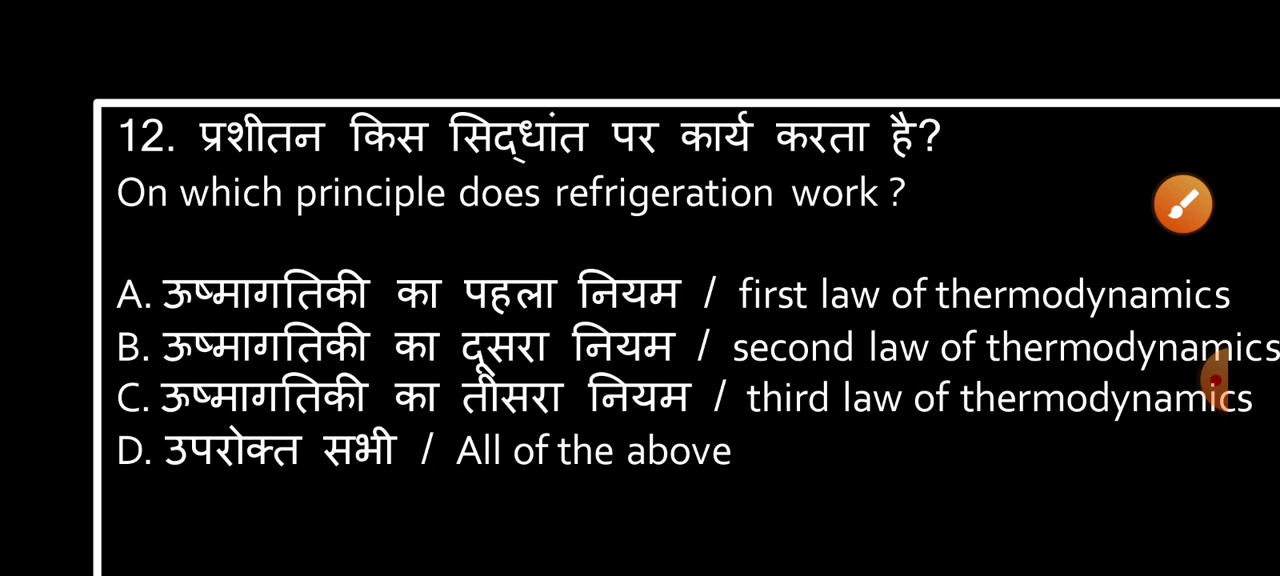 12. प्रशीतन किस सिद्धांत पर कार्य करता है?
On which principle does refrigeration work ?
A. ऊष्मागतिकी का पहला नियम / first law of thermodynamics
B. ऊष्मागतिकी का दूसरा नियम / second law of thermodynamics
C. ऊष्मागतिकी का तीसरा नियम / third law of thermodynamics
D. उपरोक्त सभी / All of the above